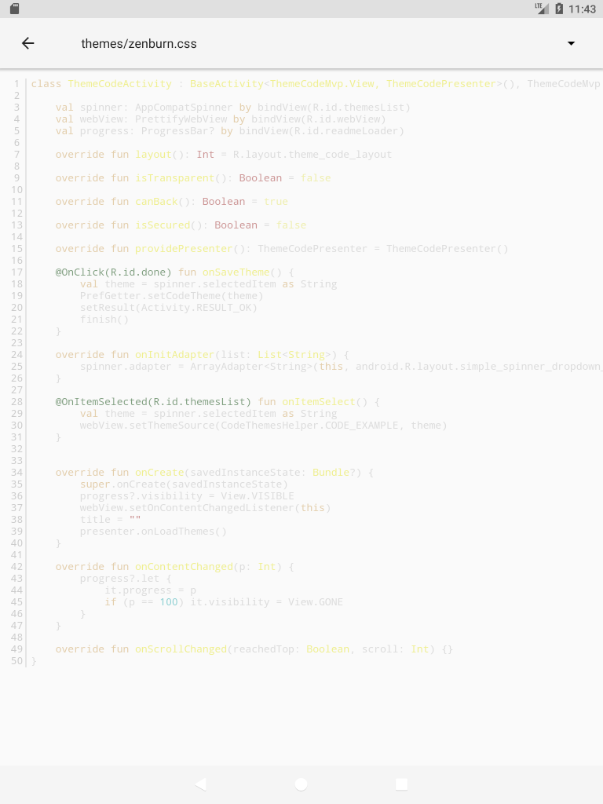 LTE 11:43
themes/zenburn.css
1 class ThemeCodeActivity : BaseActivity<ThemeCodeMvp.View, ThemeCodePresenter>(), ThemeCodeMvp
2
3     val spinner: AppCompatSpinner by bindView(R.id.themesList)
4     val webView: PrettifyWebView by bindView(R.id.webView)
5     val progress: ProgressBar? by bindView(R.id.readmeLoader)
6
7     override fun layout(): Int = R.layout.theme_code_layout
8
9     override fun isTransparent(): Boolean = false
10
11     override fun canBack(): Boolean = true
12
13     override fun isSecured(): Boolean = false
14
15     override fun providePresenter(): ThemeCodePresenter = ThemeCodePresenter()
16
17     @OnClick(R.id.done) fun onSaveTheme() {
18         val theme = spinner.selectedItem as String
19         PrefGetter.setCodeTheme(theme)
20         setResult(Activity.RESULT_OK)
21         finish()
22     }
23
24     override fun onInitAdapter(list: List<String>) {
25         spinner.adapter = ArrayAdapter<String>(this, android.R.layout.simple_spinner_dropdown_
26     }
27
28     @OnItemSelected(R.id.themesList) fun onItemSelect() {
29         val theme = spinner.selectedItem as String
30         webView.setThemeSource(CodeThemesHelper.CODE_EXAMPLE, theme)
31     }
32
33
34     override fun onCreate(savedInstanceState: Bundle?) {
35         super.onCreate(savedInstanceState)
36         progress?.visibility = View.VISIBLE
37         webView.setOnContentChangedListener(this)
38         title = ""
39         presenter.onLoadThemes()
40     }
41
42     override fun onContentChanged(p: Int) {
43         progress?.let {
44             it.progress = p
45             if (p == 100) it.visibility = View.GONE
46         }
47     }
48
49     override fun onScrollChanged(reachedTop: Boolean, scroll: Int) {}
50 }